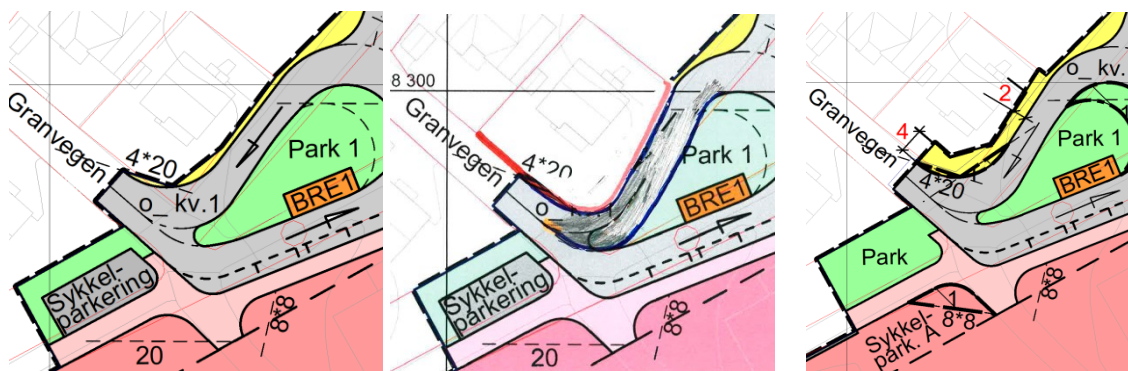 Granvegen
4*20
o_ kv.1
Park 1
BRE1
Sykkel-
parkering
8*8
20
8 300
Granvegen
4*20
o
Park 1
BRE1
Sykkel-
parkering
8*8
20
o_ kv.
2
Granvegen
4
4*20
Park 1
BRE1
Park
1
8*8
Sykkel-
park. A